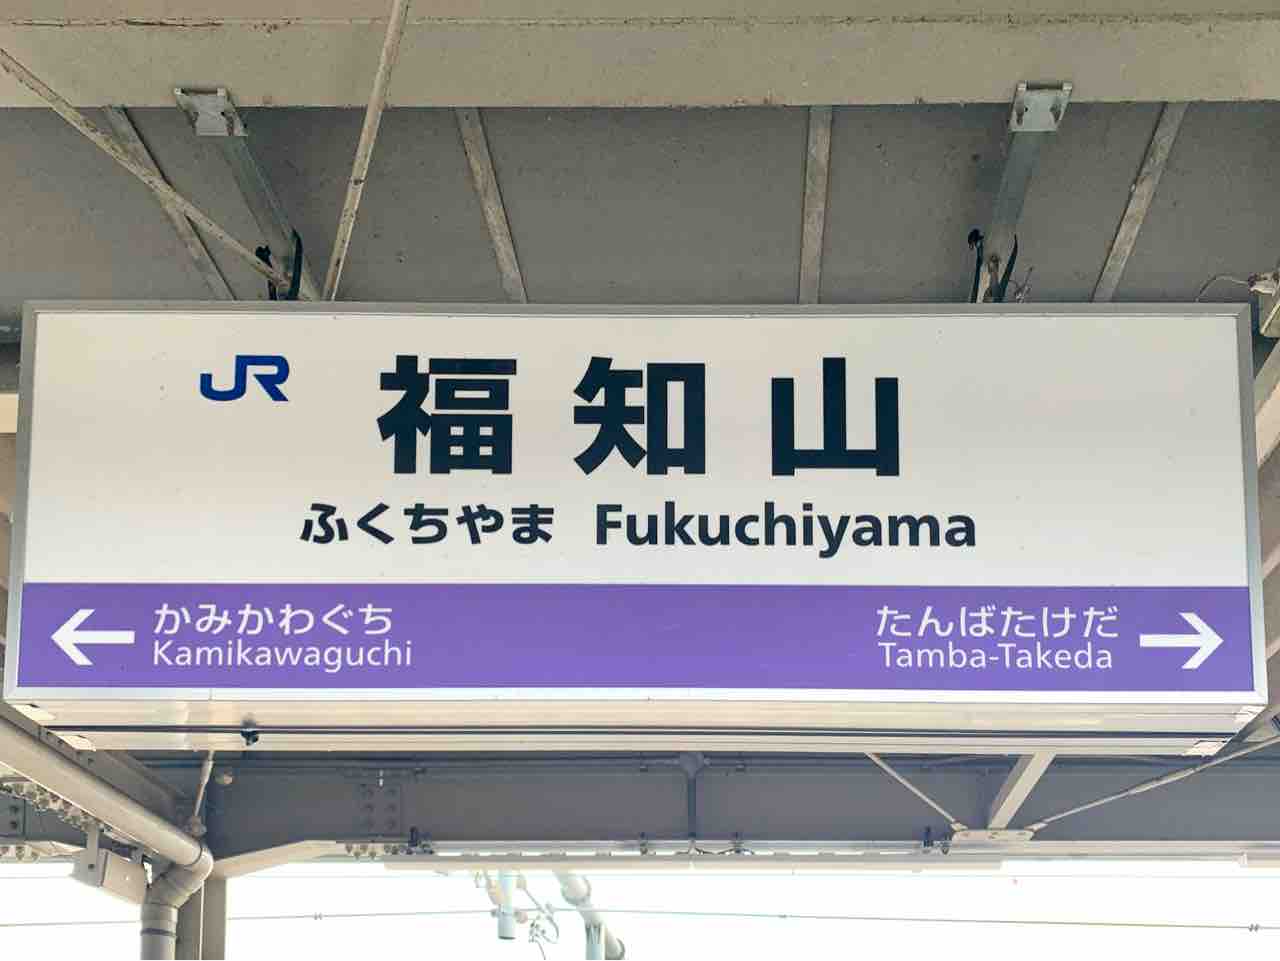 JR 福知山
ふくちやま Fukuchiyama
← かみかわぐち
Kamikawaguchi
たんばたけだ →
Tamba-Takeda